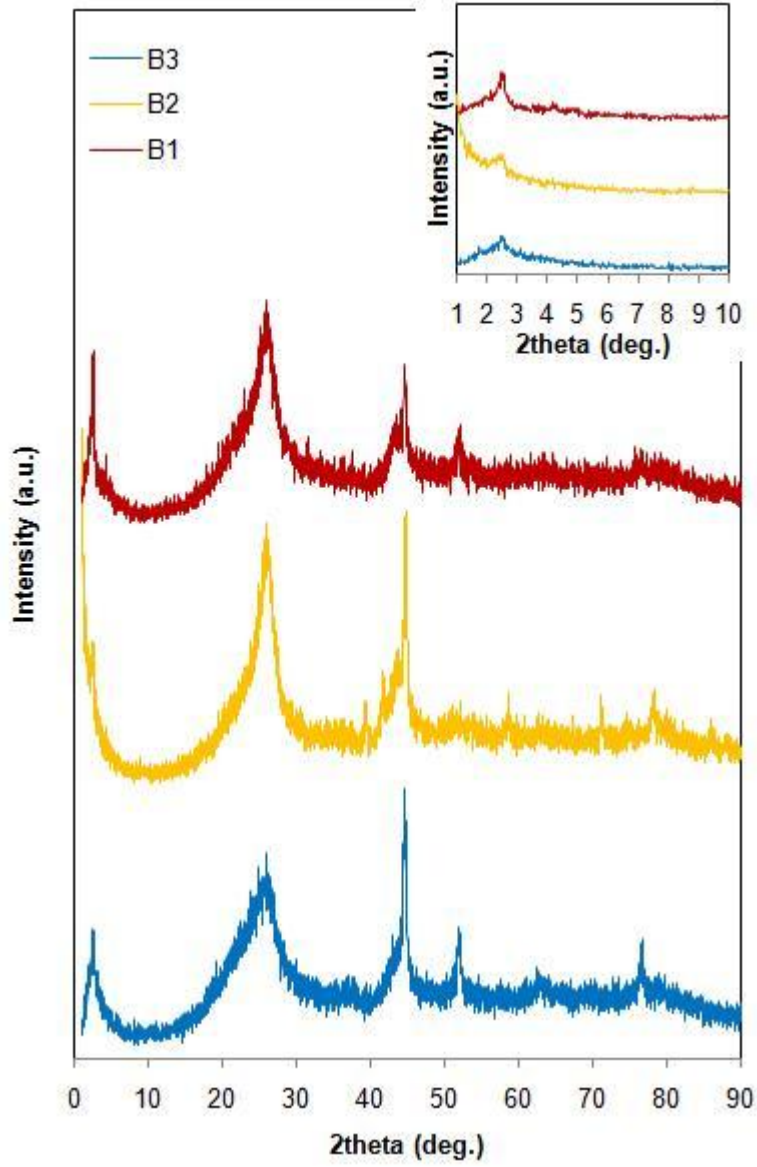 B3
B2
B1
Intensity (a.u.)
1 2 3 4 5 6 7 8 9 10
2theta (deg.)
Intensity (a.u.)
0 10 20 30 40 50 60 70 80 90
2theta (deg.)